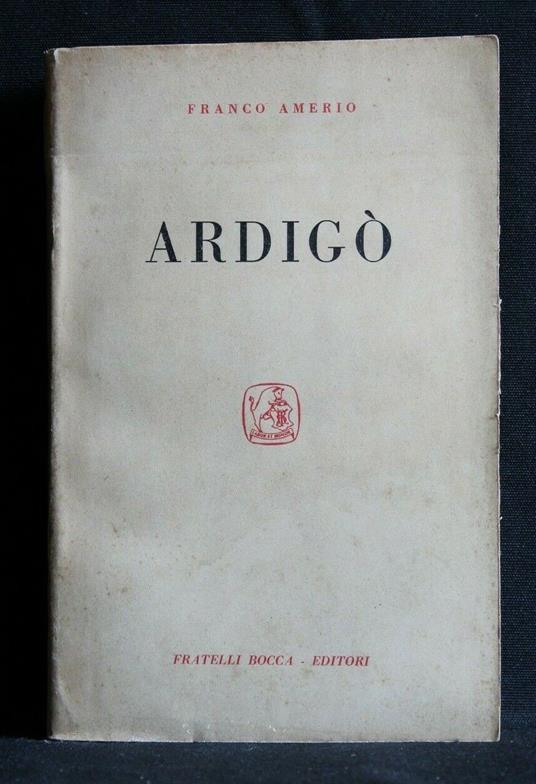 FRANCO AMERIO
ARDIGÒ
FRATELLI BOCCA - EDITORI